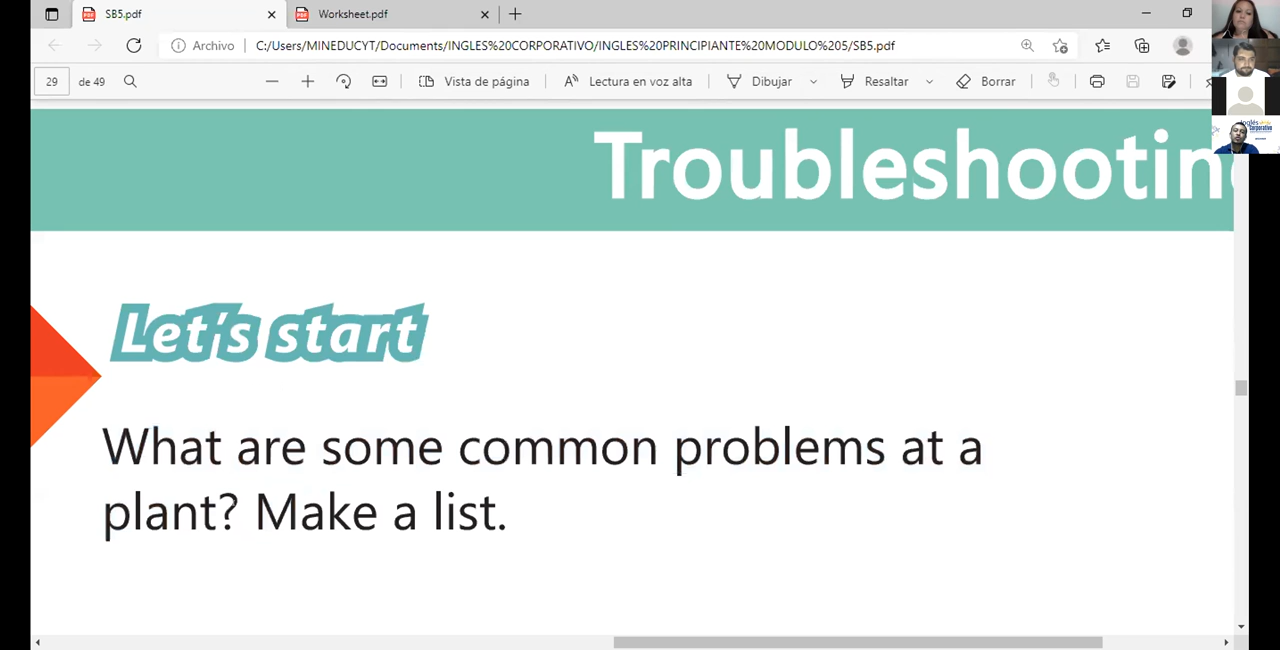 SB5.pdf
Worksheet.pdf
Archivo
C:/Users/MINEDUCYT/Documents/INGLES%20CORPORATIVO/INGLES%20PRINCIPIANTE%20MODULO%205/SB5.pdf
29 de 49
Vista de página
Lectura en voz alta
Dibujar
Resaltar
Borrar
Troubleshootin
Let's start
What are some common problems at a
plant? Make a list.